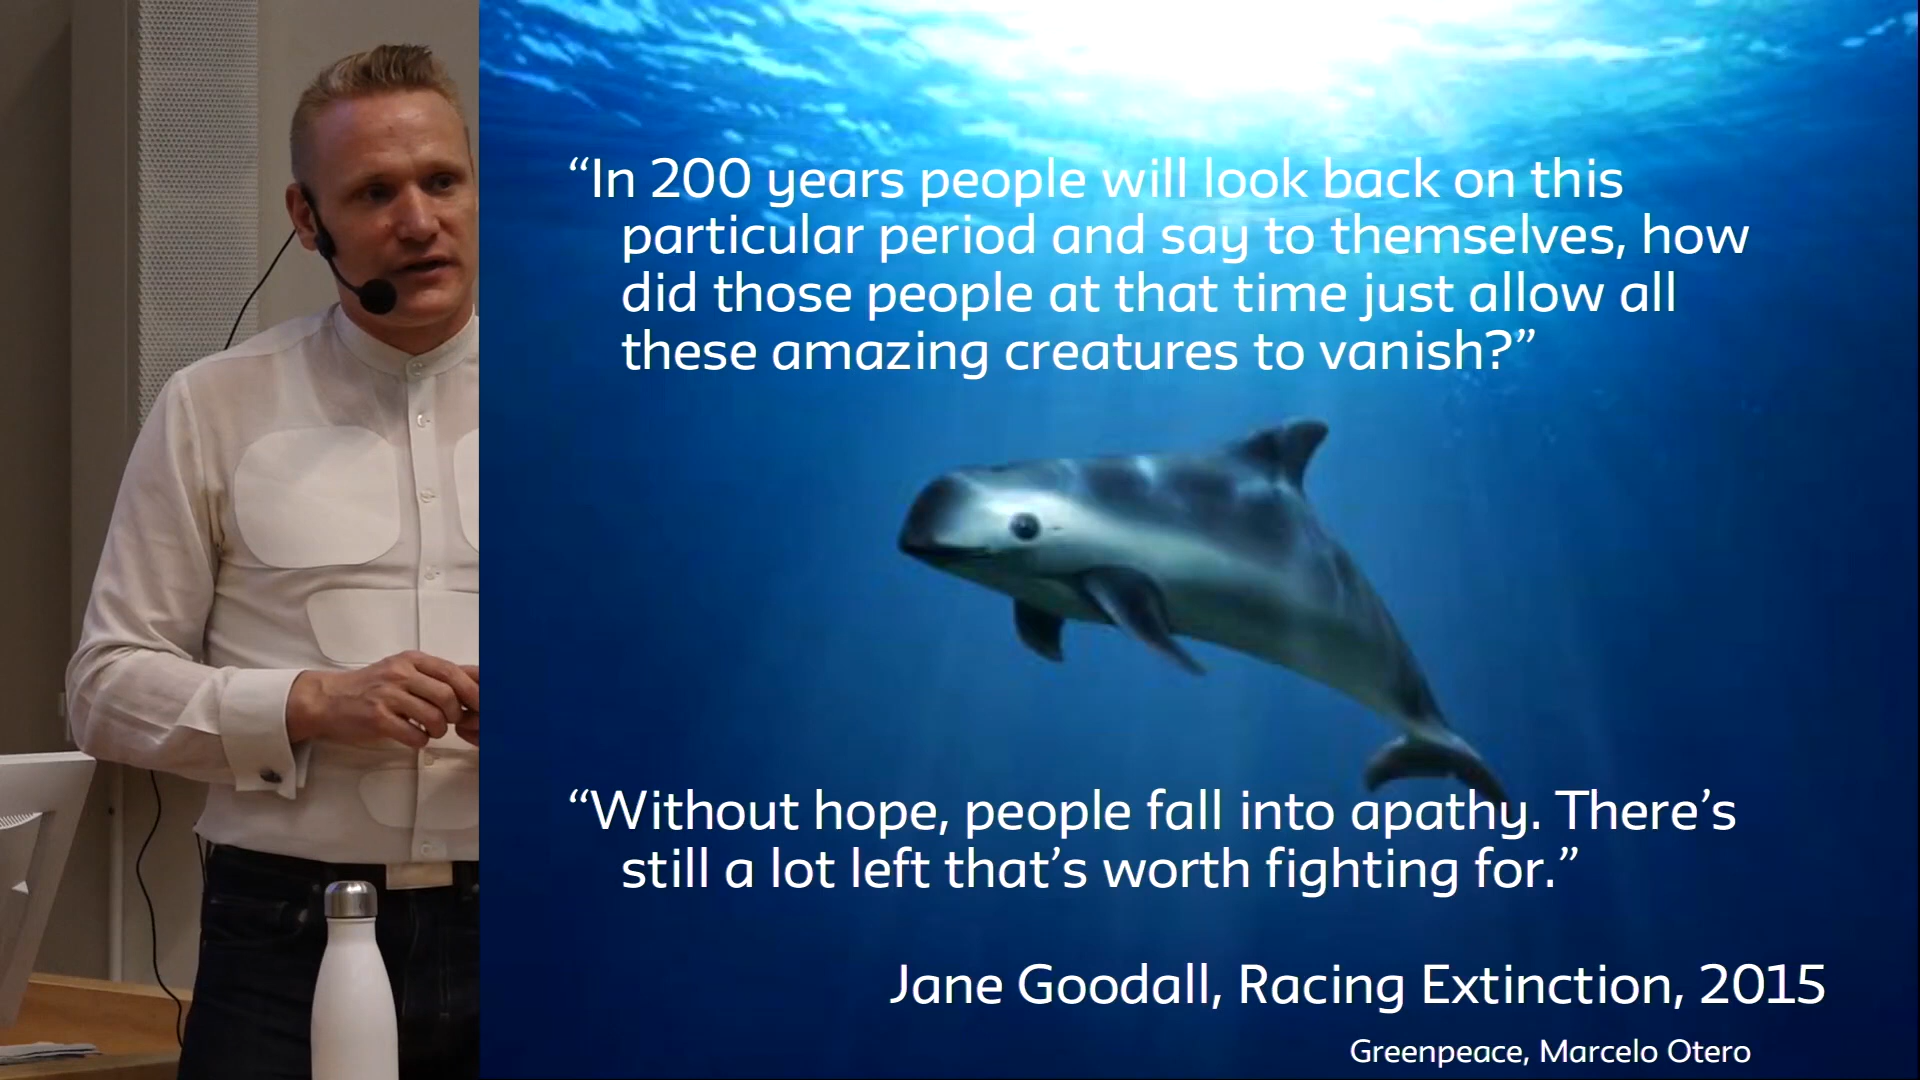 “In 200 years people will look back on this
particular period and say to themselves, how
did those people at that time just allow all
these amazing creatures to vanish?”
“Without hope, people fall into apathy. There’s
still a lot left that’s worth fighting for.”
Jane Goodall, Racing Extinction, 2015
Greenpeace, Marcelo Otero